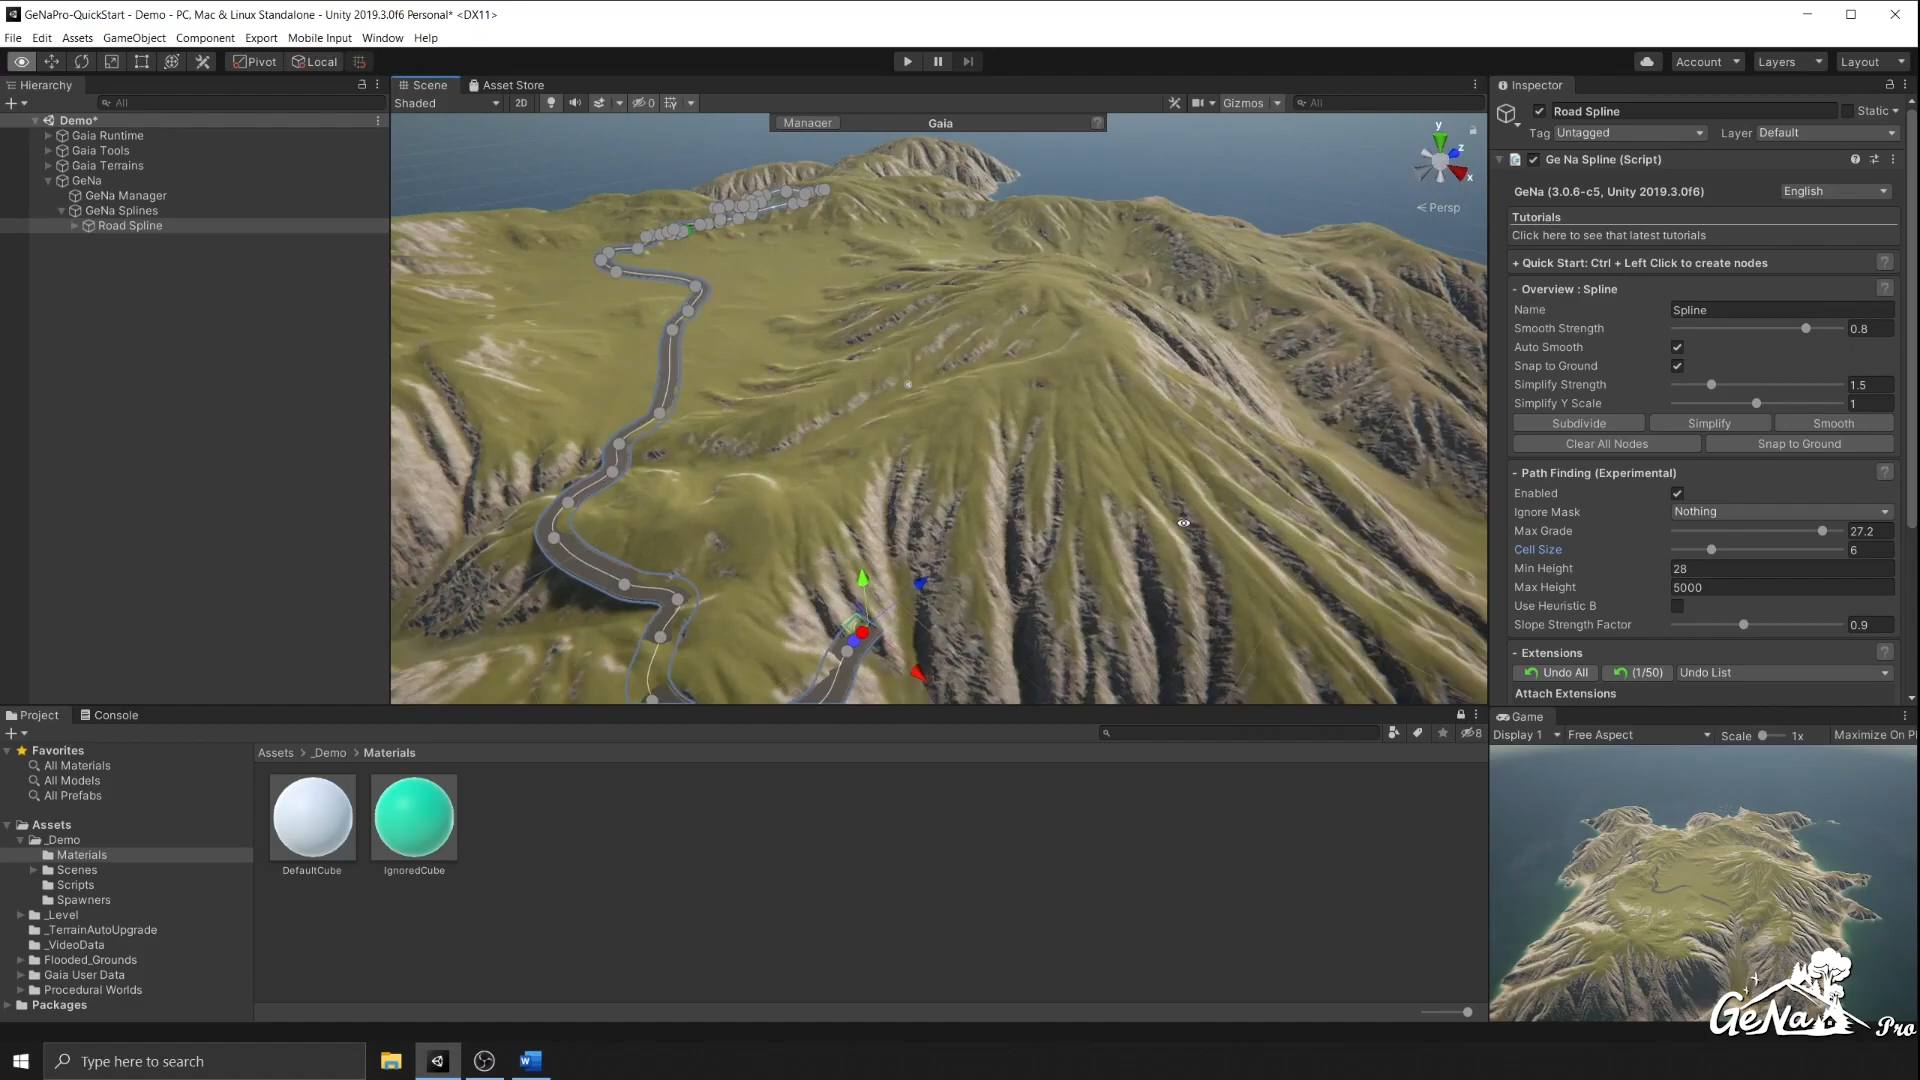 GeNaPro-QuickStart - Demo - PC, Mac & Linux Standalone - Unity 2019.3.0f6 Personal* <DX11>
File Edit Assets GameObject Component Export Mobile Input Window Help
Pivot Local Account Layers Layout
Hierarchy
All
Demo*
Gaia Runtime
Gaia Tools
Gaia Terrains
GeNa
GeNa Manager
GeNa Splines
Road Spline
Scene Asset Store
Shaded 2D 0 Gizmos All
Manager Gaia
y
z
x
Persp
Inspector
Road Spline Static
Tag Untagged Layer Default
Ge Na Spline (Script)
GeNa (3.0.6-c5, Unity 2019.3.0f6) English
Tutorials
Click here to see that latest tutorials
+ Quick Start: Ctrl + Left Click to create nodes
- Overview : Spline
Name Spline
Smooth Strength 0.8
Auto Smooth
Snap to Ground
Simplify Strength 1.5
Simplify Y Scale 1
Subdivide Simplify Smooth
Clear All Nodes Snap to Ground
- Path Finding (Experimental)
Enabled
Ignore Mask Nothing
Max Grade 27.2
Cell Size 6
Min Height 28
Max Height 5000
Use Heuristic B
Slope Strength Factor 0.9
- Extensions
Undo All (1/50) Undo List
Attach Extensions
Project Console
8
Favorites
All Materials
All Models
All Prefabs
Assets
_Demo
Materials
Scenes
Scripts
Spawners
_Level
_TerrainAutoUpgrade
_VideoData
Flooded_Grounds
Gaia User Data
Procedural Worlds
Packages
Assets > _Demo > Materials
DefaultCube IgnoredCube
Game
Display 1 Free Aspect Scale 1x Maximize On P
GeNa Pro
Type here to search